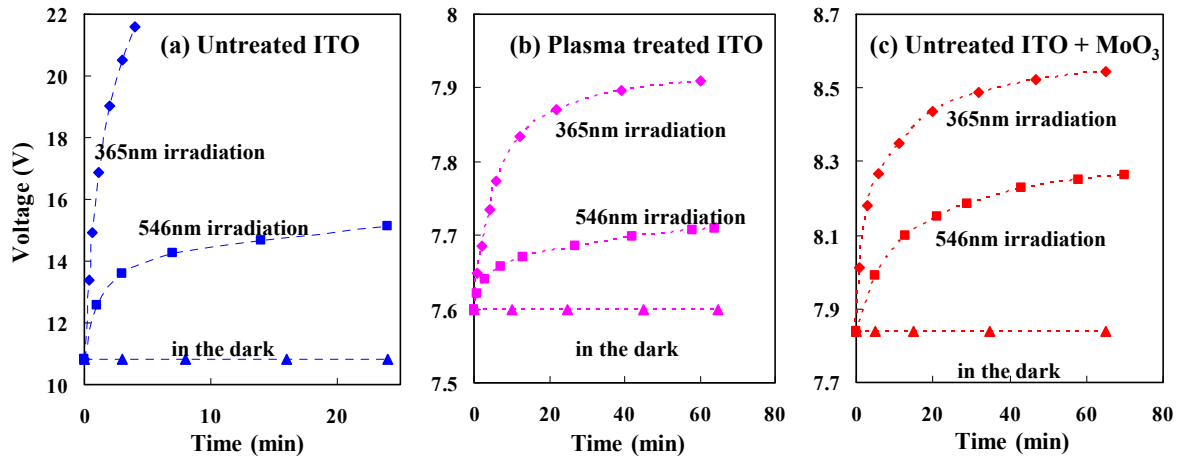 Voltage (V)
22
20
18
16
14
12
10
(a) Untreated ITO
365nm irradiation
546nm irradiation
in the dark
0
10
20
Time (min)
8
7.9
7.8
7.7
7.6
7.5
(b) Plasma treated ITO
365nm irradiation
546nm irradiation
in the dark
0
20
40
60
80
Time (min)
8.7
8.5
8.3
8.1
7.9
7.7
(c) Untreated ITO + MoO₃
365nm irradiation
546nm irradiation
in the dark
0
20
40
60
80
Time (min)